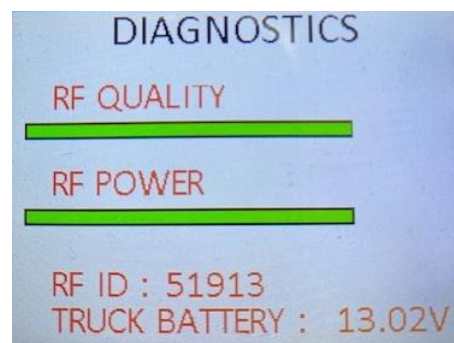 DIAGNOSTICS
RF QUALITY
RF POWER
RF ID : 51913
TRUCK BATTERY : 13.02V